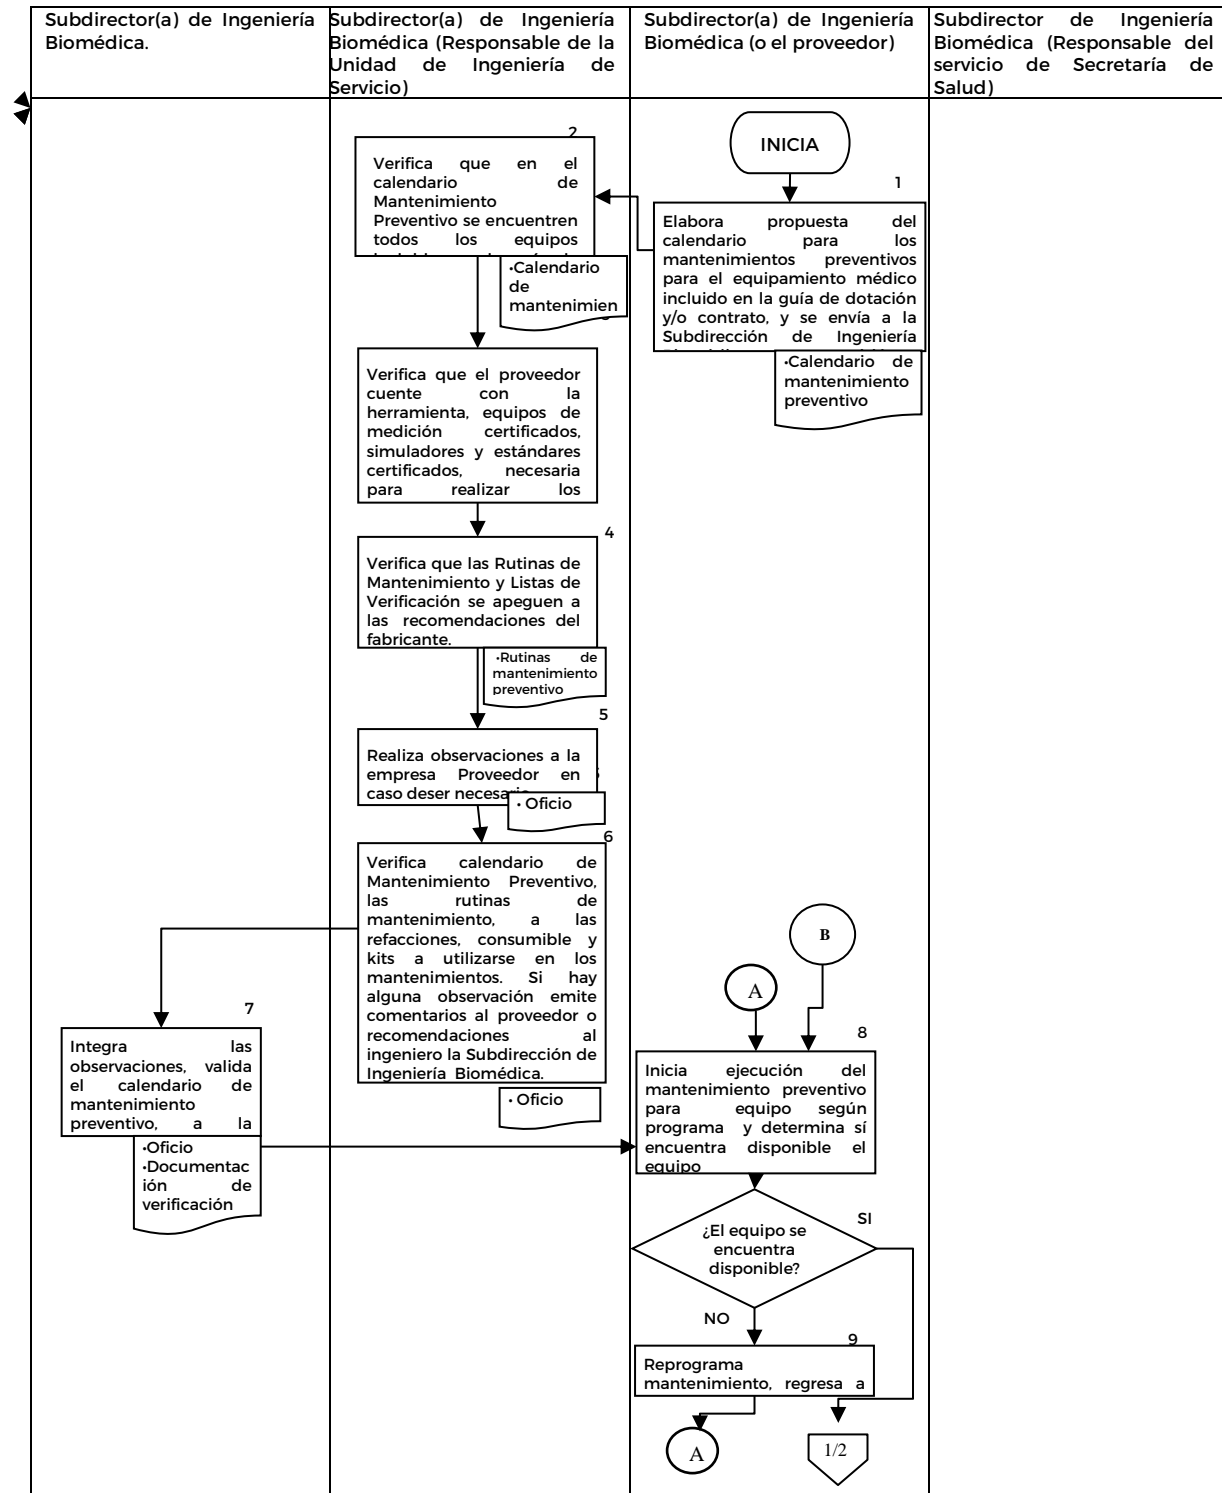 Subdirector(a) de Ingeniería
Biomédica.
Subdirector(a) de Ingeniería
Biomédica (Responsable de la
Unidad de Ingeniería de
Servicio)
Subdirector(a) de Ingeniería
Biomédica (o el proveedor)
Subdirector de Ingeniería
Biomédica (Responsable del
servicio de Secretaría de
Salud)
INICIA
1
Elabora propuesta del
calendario para los
mantenimientos preventivos
para el equipamiento médico
incluido en la guía de dotación
y/o contrato, y se envía a la
Subdirección de Ingeniería
•Calendario de
mantenimiento
preventivo
2
Verifica que en el
calendario de
Mantenimiento
Preventivo se encuentren
todos los equipos
•Calendario
de
mantenimien
Verifica que el proveedor
cuente con la
herramienta, equipos de
medición certificados,
simuladores y estándares
certificados, necesaria
para realizar los
4
Verifica que las Rutinas de
Mantenimiento y Listas de
Verificación se apeguen a
las recomendaciones del
fabricante.
•Rutinas de
mantenimiento
preventivo
5
Realiza observaciones a la
empresa Proveedor en
caso deser necesario
• Oficio
6
Verifica calendario de
Mantenimiento Preventivo,
las rutinas de
mantenimiento, a las
refacciones, consumible y
kits a utilizarse en los
mantenimientos. Si hay
alguna observación emite
comentarios al proveedor o
recomendaciones al
ingeniero la Subdirección de
Ingeniería Biomédica.
• Oficio
7
Integra las
observaciones, valida
el calendario de
mantenimiento
preventivo, a la
•Oficio
•Documentac
ión de
verificación
B
A
8
Inicia ejecución del
mantenimiento preventivo
para equipo según
programa y determina sí
encuentra disponible el
equipo
¿El equipo se
encuentra
disponible?
SI
NO
9
Reprograma
mantenimiento, regresa a
A
1/2